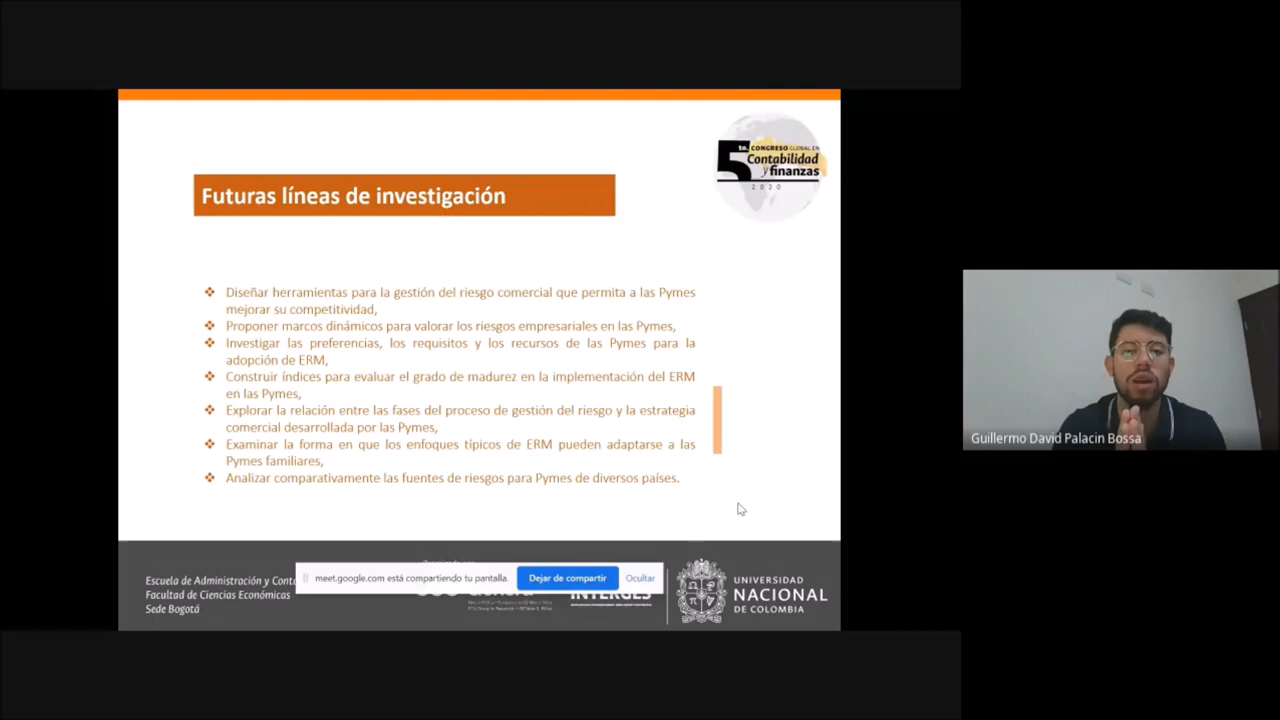 5to. CONGRESO GLOBAL EN
Contabilidad
y finanzas
2020
Futuras líneas de investigación
❖ Diseñar herramientas para la gestión del riesgo comercial que permita a las Pymes
mejorar su competitividad,
❖ Proponer marcos dinámicos para valorar los riesgos empresariales en las Pymes,
❖ Investigar las preferencias, los requisitos y los recursos de las Pymes para la
adopción de ERM,
❖ Construir índices para evaluar el grado de madurez en la implementación del ERM
en las Pymes,
❖ Explorar la relación entre las fases del proceso de gestión del riesgo y la estrategia
comercial desarrollada por las Pymes,
❖ Examinar la forma en que los enfoques típicos de ERM pueden adaptarse a las
Pymes familiares,
❖ Analizar comparativamente las fuentes de riesgos para Pymes de diversos países.
Guillermo David Palacin Bossa
Escuela de Administración y Conta
Facultad de Ciencias Económicas
Sede Bogotá
meet.google.com está compartiendo tu pantalla.
Dejar de compartir
Ocultar
INTERGES
UNIVERSIDAD
NACIONAL
DE COLOMBIA